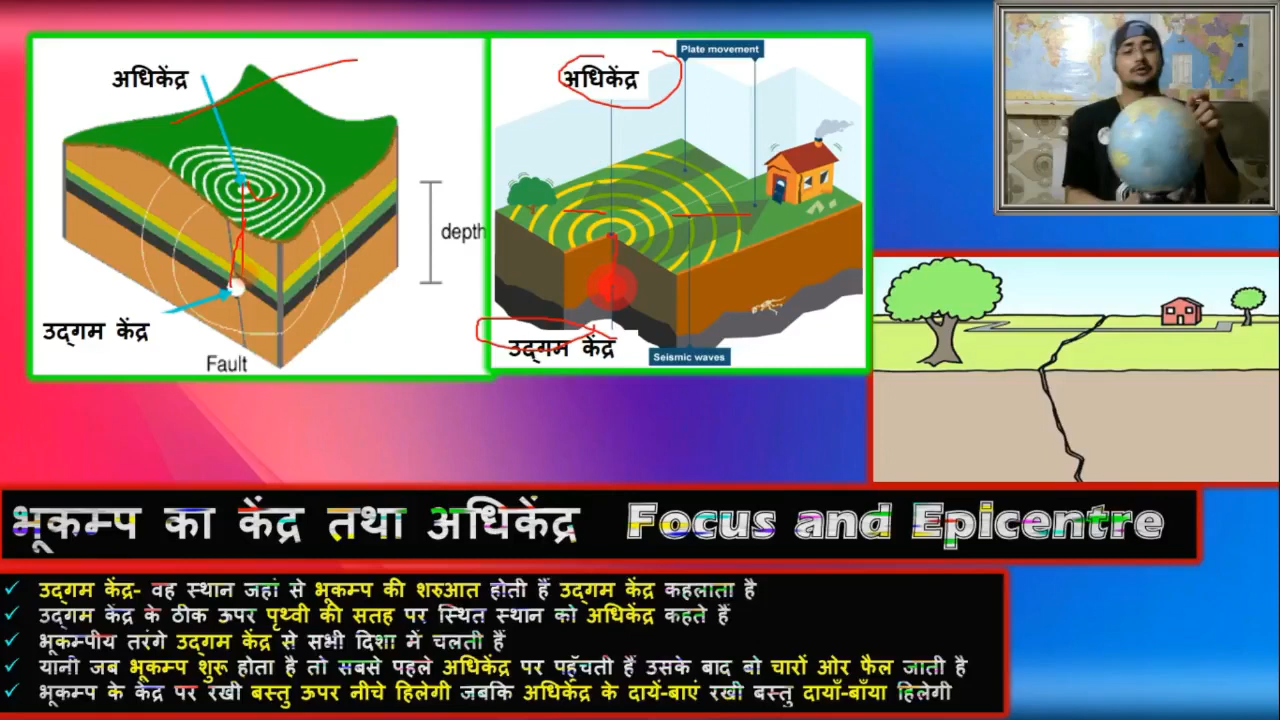 अधिकेंद्र
depth
उद्गम केंद्र
Fault
Plate movement
अधिकेंद्र
उद्गम केंद्र
Seismic waves
भूकम्प का केंद्र तथा अधिकेंद्र Focus and Epicentre
✓ उद्गम केंद्र- वह स्थान जहां से भूकम्प की शरुआत होती हैं उद्गम केंद्र कहलाता है
✓ उद्गम केंद्र के ठीक ऊपर पृथ्वी की सतह पर स्थित स्थान को अधिकेंद्र कहते हैं
✓ भूकम्पीय तरंगे उद्गम केंद्र से सभी दिशा में चलती हैं
✓ यानी जब भूकम्प शुरू होता है तो सबसे पहले अधिकेंद्र पर पहुँचती हैं उसके बाद बो चारों ओर फैल जाती है
✓ भूकम्प के केंद्र पर रखी बस्तु ऊपर नीचे हिलेगी जबकि अधिकेंद्र के दायें-बाएं रखी बस्तु दायाँ-बाँया हिलेगी